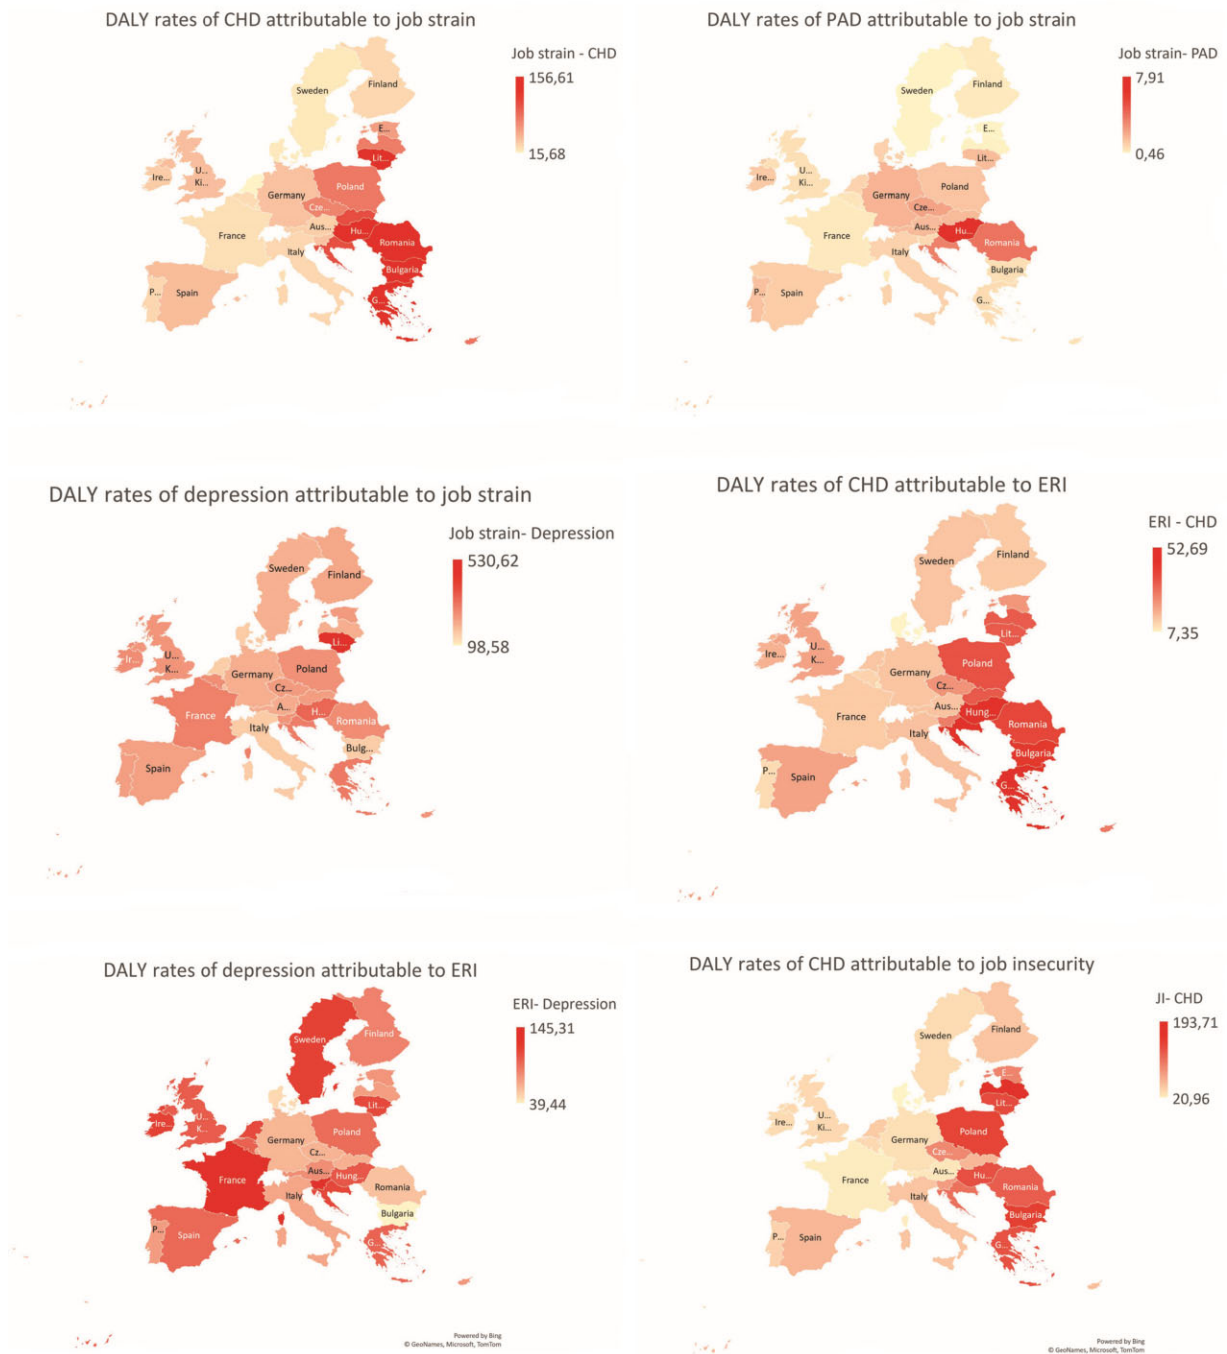 DALY rates of CHD attributable to job strain
Job strain - CHD
156,61
15,68
Sweden
Finland
E...
Lit...
Ire...
U...
Ki...
Germany
Poland
Cze...
Aus...
Hu...
France
Romania
Italy
Bulgaria
P...
Spain
G...
DALY rates of PAD attributable to job strain
Job strain- PAD
7,91
0,46
Sweden
Finland
E...
Lit...
Ire...
U...
Ki...
Germany
Poland
Cze...
Aus...
Hu...
France
Romania
Italy
Bulgaria
P...
Spain
G...
DALY rates of depression attributable to job strain
Job strain- Depression
530,62
98,58
Sweden
Finland
Li...
Ir...
U...
K...
Germany
Poland
Cz...
A...
H...
France
Romania
Italy
Bulg...
Spain
DALY rates of CHD attributable to ERI
ERI - CHD
52,69
7,35
Sweden
Finland
Lit...
Ire...
U...
K...
Germany
Poland
Cz...
Aus...
Hung...
France
Romania
Italy
Bulgaria
P...
Spain
G...
DALY rates of depression attributable to ERI
ERI- Depression
145,31
39,44
Sweden
Finland
Lit...
Ire...
U...
K...
Germany
Poland
Cz...
Aus...
Hung...
France
Romania
Italy
Bulgaria
P...
Spain
G...
Powered by Bing
© GeoNames, Microsoft, TomTom
DALY rates of CHD attributable to job insecurity
JI- CHD
193,71
20,96
Sweden
Finland
E...
Lit...
Ire...
U...
Ki...
Germany
Poland
Cze...
Aus...
Hu...
France
Romania
Italy
Bulgaria
P...
Spain
G...
Powered by Bing
© GeoNames, Microsoft, TomTom